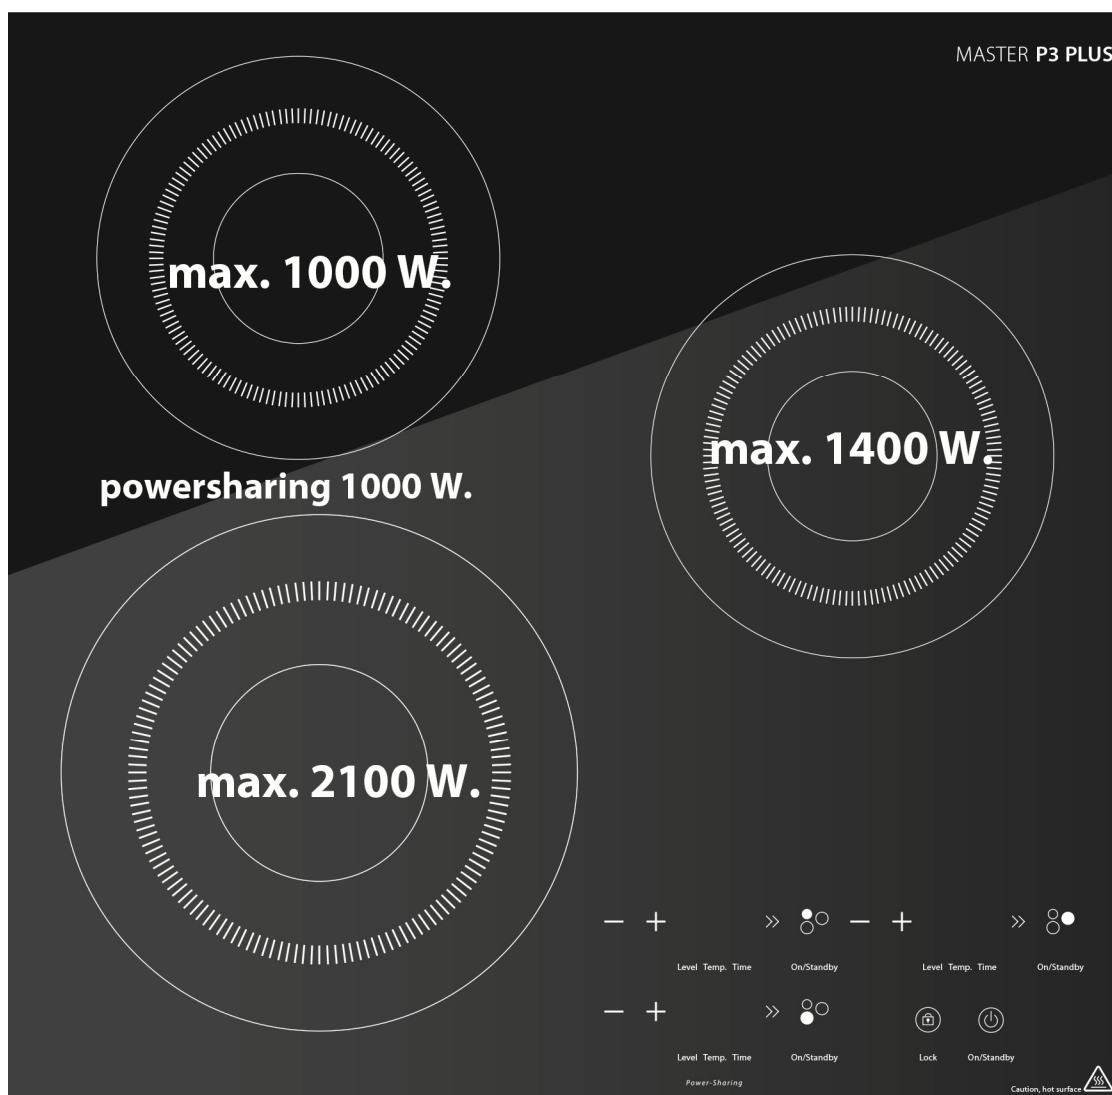 MASTER P3 PLUS
max. 1000 W.
max. 1400 W.
powersharing 1000 W.
max. 2100 W.
Level Temp. Time On/Standby Level Temp. Time On/Standby
Level Temp. Time On/Standby Lock On/Standby
Power-Sharing
Caution, hot surface